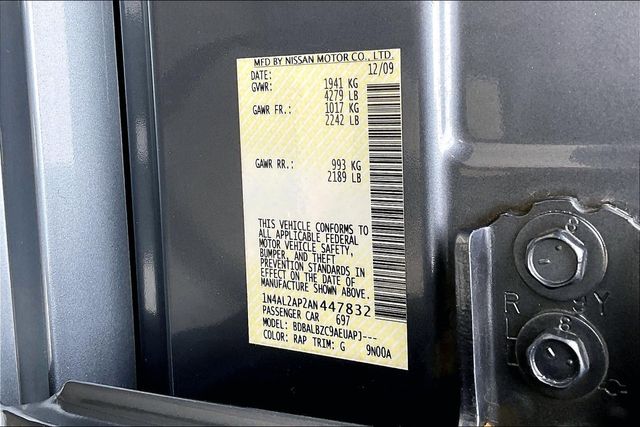 MFD BY NISSAN MOTOR CO., LTD.
DATE: 12/09
GVWR: 1941 KG
4279 LB
GAWR FR.: 1017 KG
2242 LB
GAWR RR.: 993 KG
2189 LB
THIS VEHICLE CONFORMS TO
ALL APPLICABLE FEDERAL
MOTOR VEHICLE SAFETY,
BUMPER, AND THEFT
PREVENTION STANDARDS IN
EFFECT ON THE DATE OF
MANUFACTURE SHOWN ABOVE.
1N4AL2AP2AN447832
PASSENGER CAR 697
MODEL: BDBALBZC9AEUAPJ---
COLOR: RAP TRIM: G 9N00A
8
R Y
8